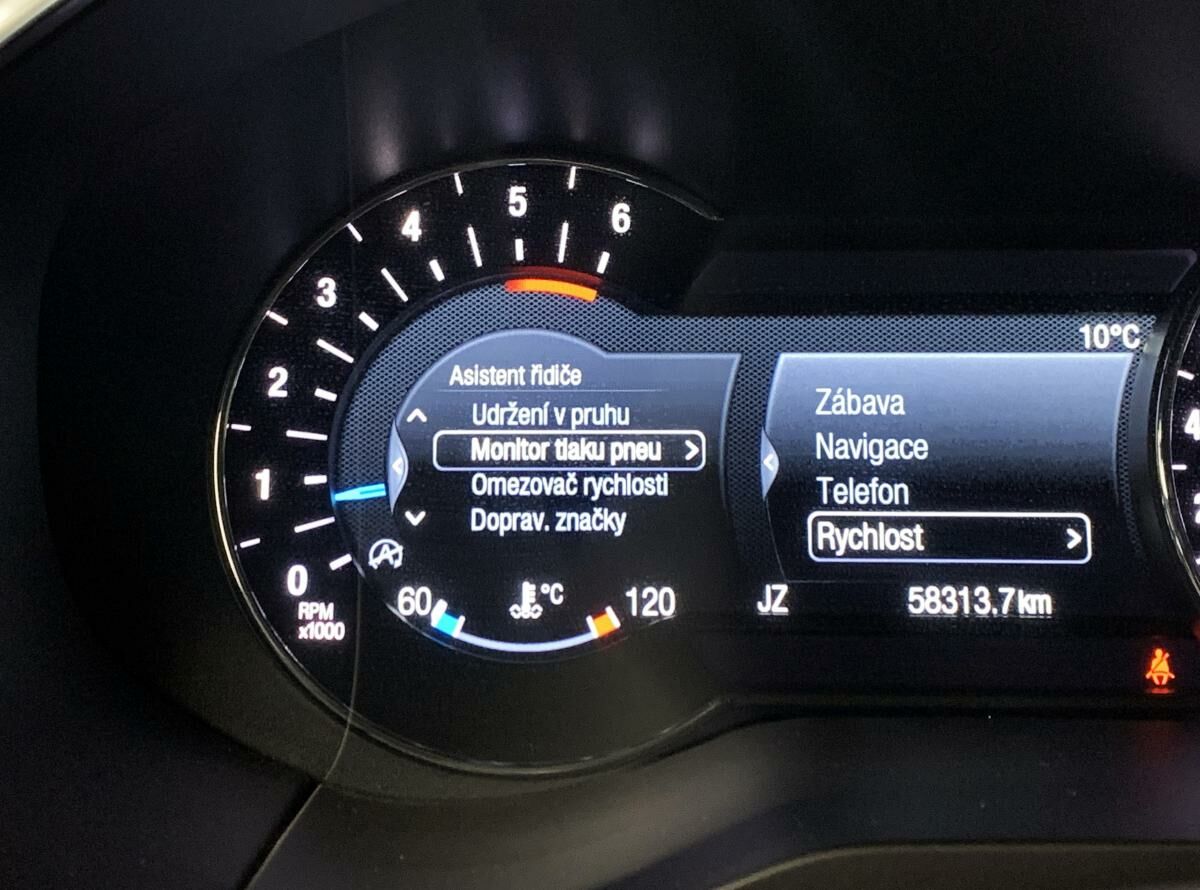 5
6
4
3
2
1
0
RPM
x1000
Asistent řidiče
Udržení v pruhu
Monitor tlaku pneu
Omezovač rychlosti
Doprav. značky
A
60
°C
120
10°C
Zábava
Navigace
Telefon
Rychlost
JZ
58313.7km
4